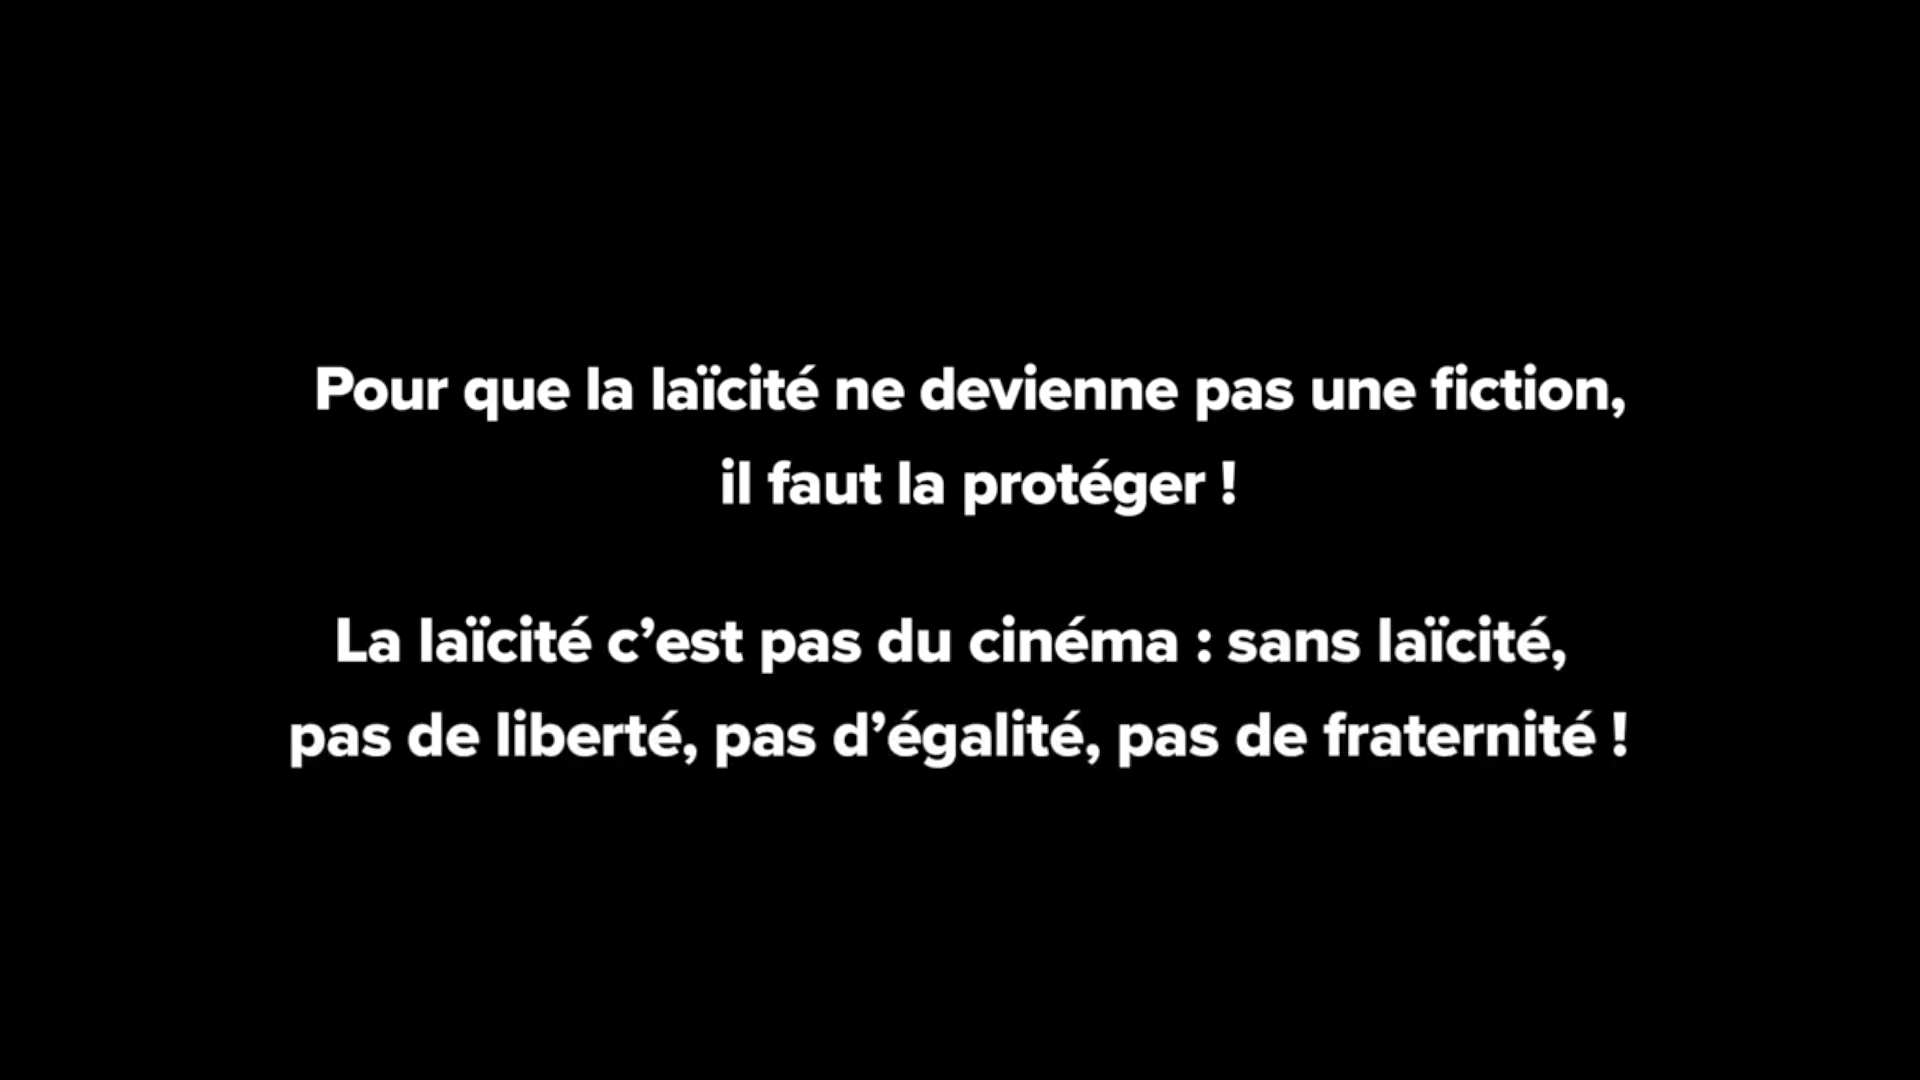 Pour que la laïcité ne devienne pas une fiction,
il faut la protéger !
La laïcité c’est pas du cinéma : sans laïcité,
pas de liberté, pas d’égalité, pas de fraternité !